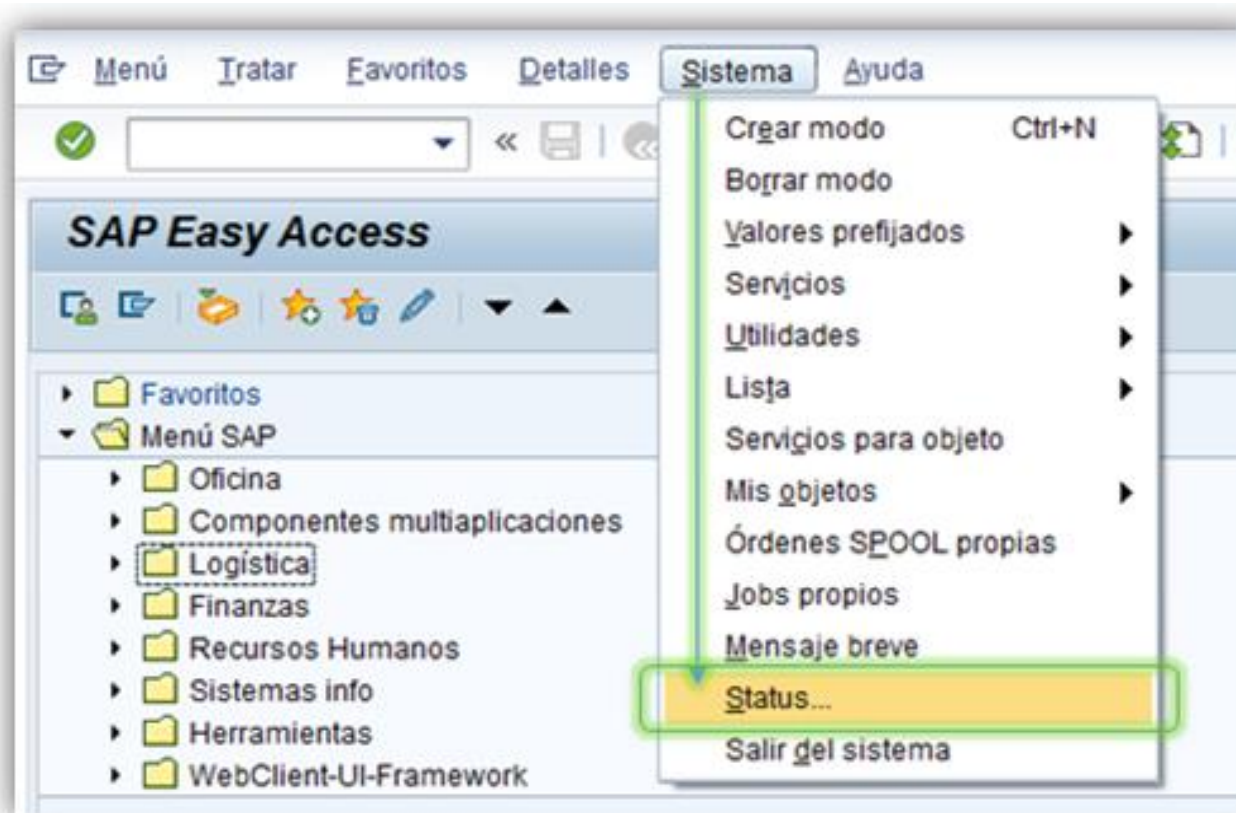 Menú Tratar Favoritos Detalles Sistema Ayuda
Crear modo Ctrl+N
Borrar modo
Valores prefijados
Servicios
Utilidades
Lista
Servicios para objeto
Mis objetos
Órdenes SPOOL propias
Jobs propios
Mensaje breve
Status...
Salir del sistema
SAP Easy Access
Favoritos
Menú SAP
Oficina
Componentes multiaplicaciones
Logística
Finanzas
Recursos Humanos
Sistemas info
Herramientas
WebClient-UI-Framework